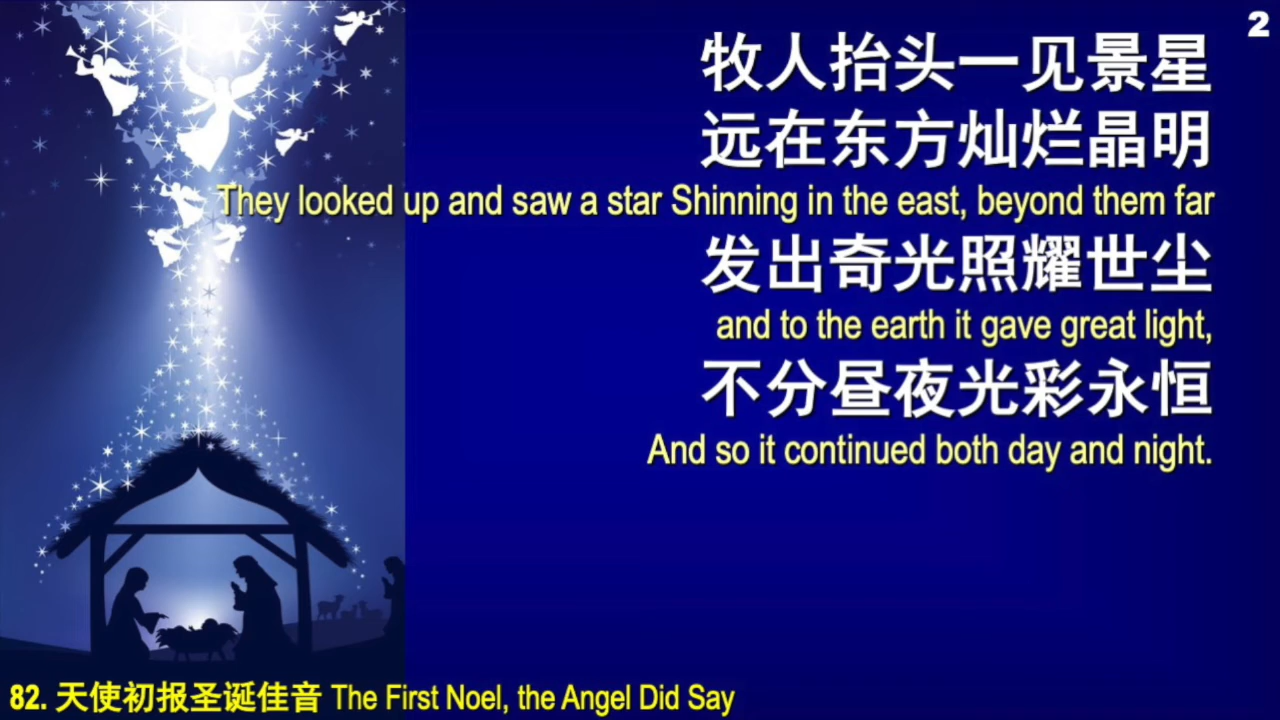 2
牧人抬头一见景星
远在东方灿烂晶明
They looked up and saw a star Shinning in the east, beyond them far
发出奇光照耀世尘
and to the earth it gave great light,
不分昼夜光彩永恒
And so it continued both day and night.
82. 天使初报圣诞佳音 The First Noel, the Angel Did Say